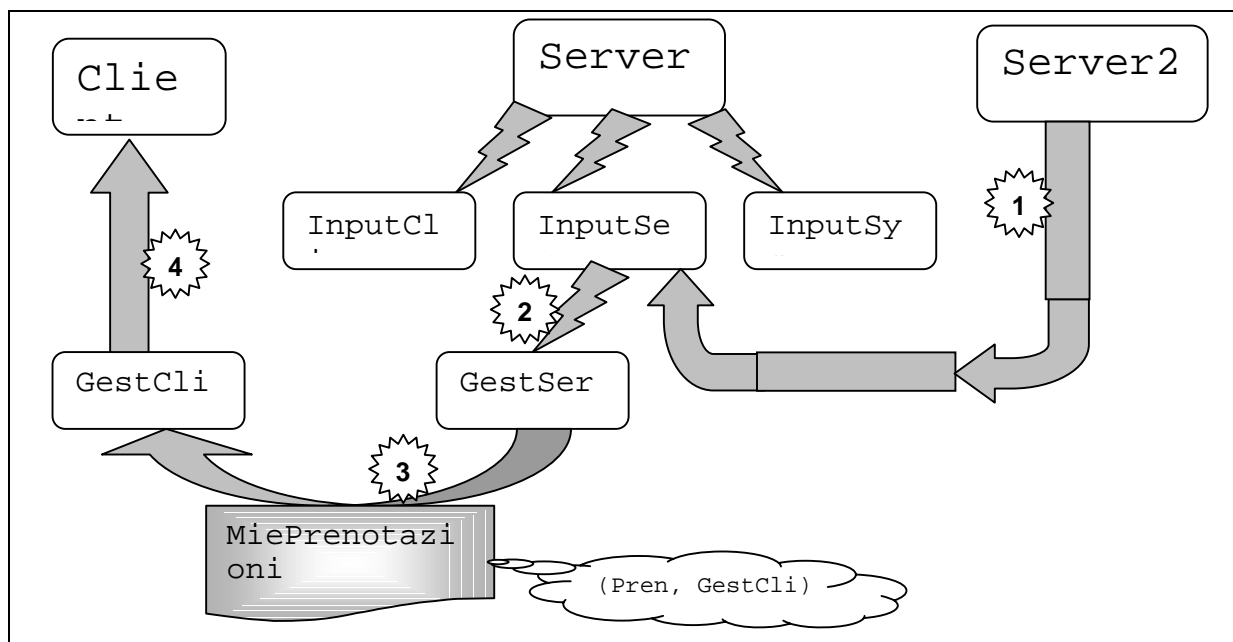 Server
Server2
Clie
InputCl
InputSe
InputSy
1
4
2
GestCli
GestSer
3
MiePrenotazi
oni
(Pren, GestCli)